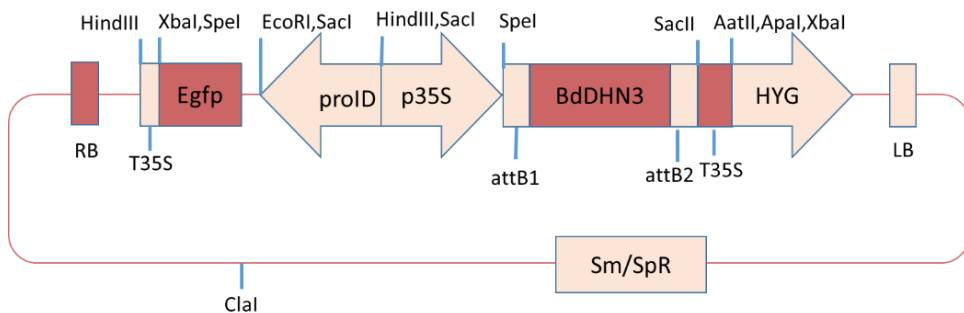 HindIII XbaI,SpeI EcoRI,SacI HindIII,SacI SpeI SacII AatII,ApaI,XbaI
Egfp proID p35S BdDHN3 HYG
RB T35S attB1 attB2 T35S LB
Sm/SpR
ClaI